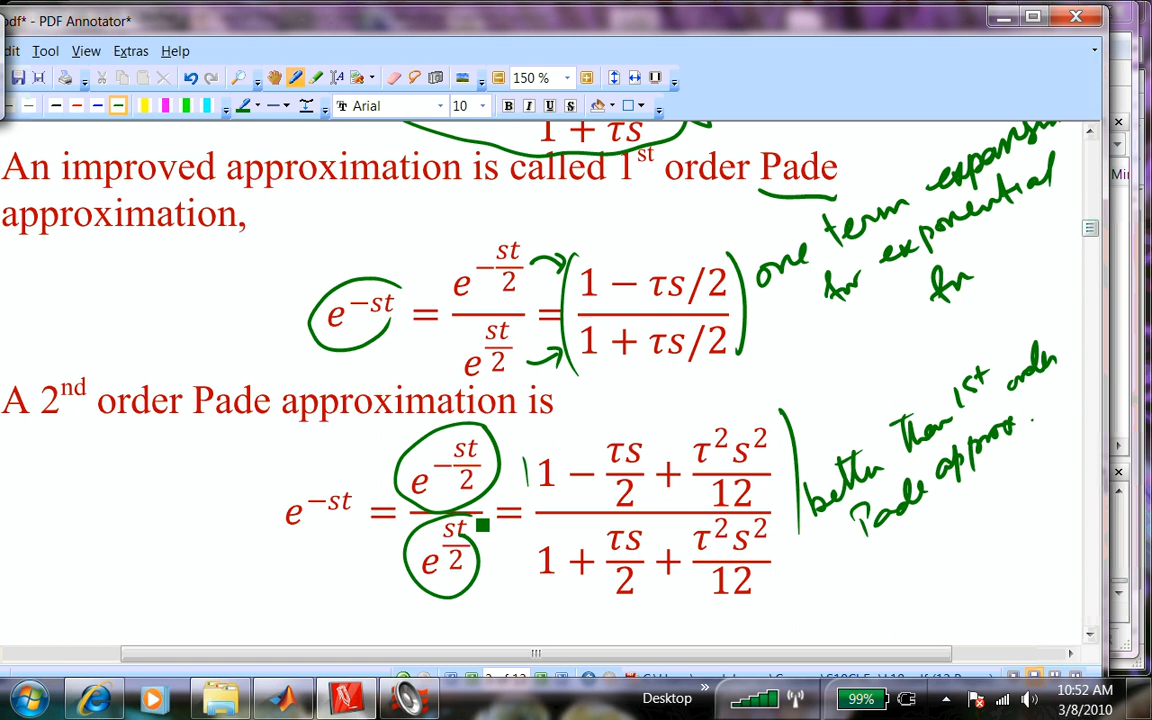 pdf* - PDF Annotator*
dit Tool View Extras Help
150 %
Arial 10 B I U S
1 + τs
An improved approximation is called 1st order Pade
approximation,
e^{-st} = e^{-st/2} / e^{st/2} = (1 − τs/2) / (1 + τs/2)
one term expansion
for exponential
fn
A 2nd order Pade approximation is
e^{-st} = e^{-st/2} / e^{st/2} = (1 − τs/2 + τ²s²/12) / (1 + τs/2 + τ²s²/12)
better than 1st order
Pade approx.
Mi
Desktop »
99%
10:52 AM
3/8/2010